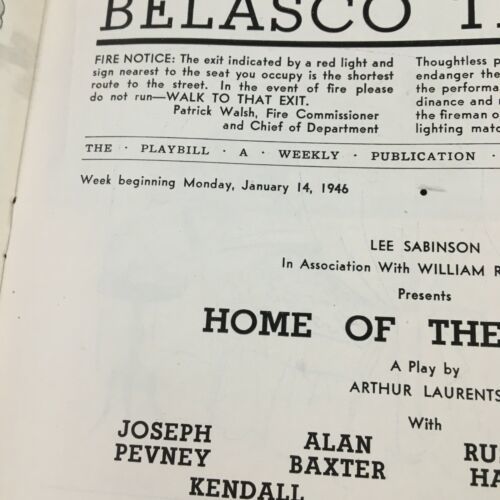 BELASCO
FIRE NOTICE: The exit indicated by a red light and
sign nearest to the seat you occupy is the shortest
route to the street. In the event of fire please
do not run—WALK TO THAT EXIT.
Patrick Walsh, Fire Commissioner
and Chief of Department
Thoughtless
endanger the
the performa
dinance and
the fireman o
lighting matc
THE · PLAYBILL · A · WEEKLY · PUBLICATION ·
Week beginning Monday, January 14, 1946
LEE SABINSON
In Association With WILLIAM R
Presents
HOME OF THE
A Play by
ARTHUR LAURENTS
With
JOSEPH
PEVNEY
ALAN
BAXTER
RU
HA
KENDALL